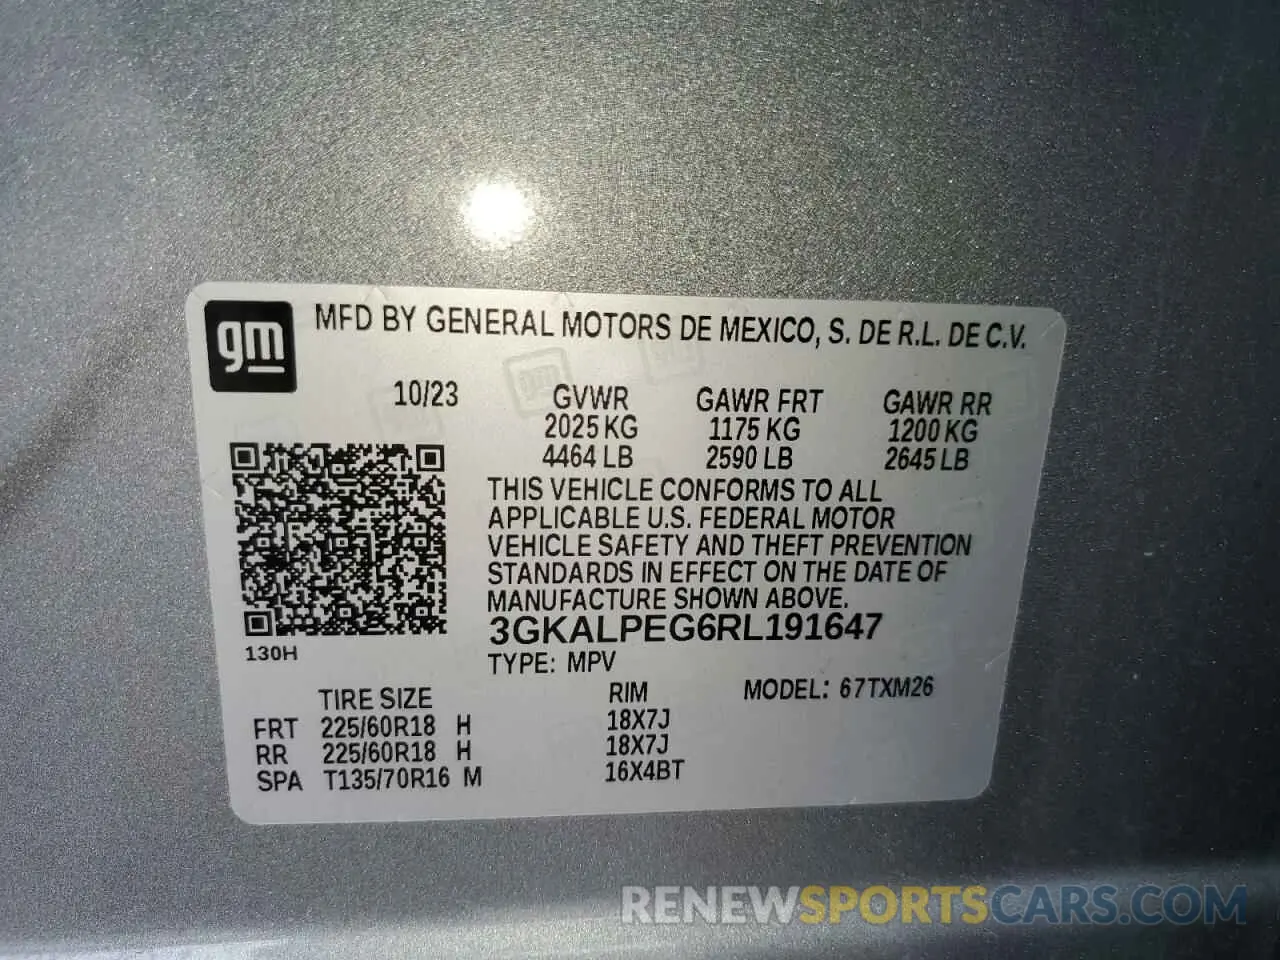 gm MFD BY GENERAL MOTORS DE MEXICO, S. DE R.L. DE C.V.
10/23 GVWR GAWR FRT GAWR RR
2025 KG 1175 KG 1200 KG
4464 LB 2590 LB 2645 LB
THIS VEHICLE CONFORMS TO ALL
APPLICABLE U.S. FEDERAL MOTOR
VEHICLE SAFETY AND THEFT PREVENTION
STANDARDS IN EFFECT ON THE DATE OF
MANUFACTURE SHOWN ABOVE.
3GKALPEG6RL191647
130H
TYPE: MPV
TIRE SIZE RIM MODEL: 67TXM26
FRT 225/60R18 H 18X7J
RR 225/60R18 H 18X7J
SPA T135/70R16 M 16X4BT
RENEWSPORTSCARS.COM